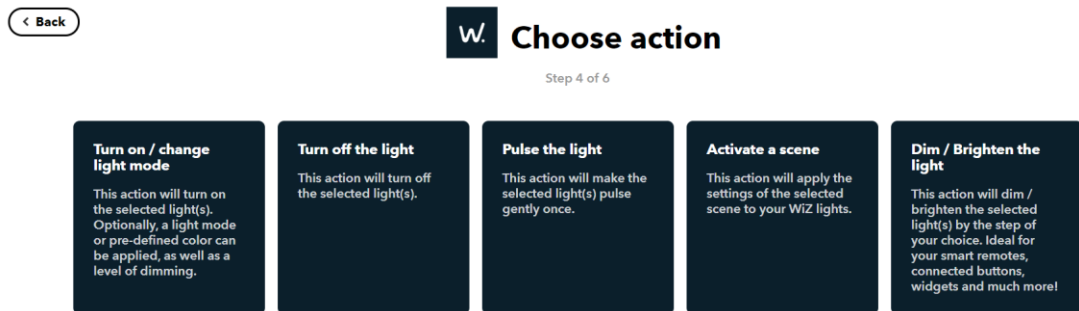 Back
W. Choose action
Step 4 of 6
Turn on / change
light mode
This action will turn on
the selected light(s).
Optionally, a light mode
or pre-defined color can
be applied, as well as a
level of dimming.
Turn off the light
This action will turn off
the selected light(s).
Pulse the light
This action will make the
selected light(s) pulse
gently once.
Activate a scene
This action will apply the
settings of the selected
scene to your WiZ lights.
Dim / Brighten the
light
This action will dim /
brighten the selected
light(s) by the step of
your choice. Ideal for
your smart remotes,
connected buttons,
widgets and much more!